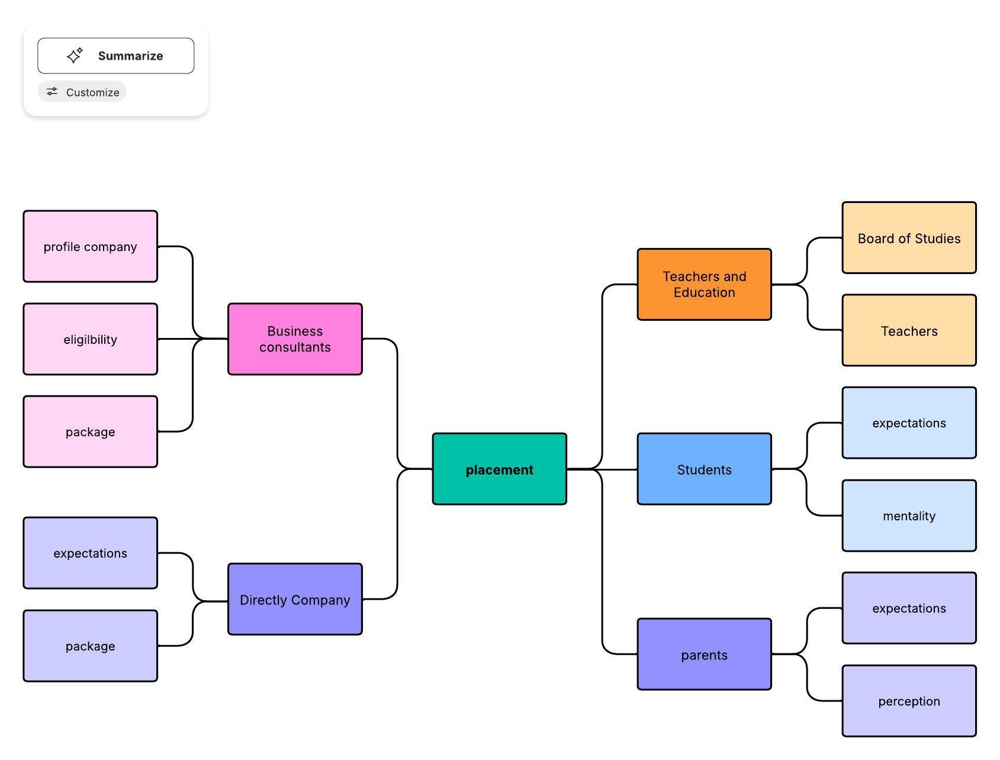 Summarize
Customize
profile company
eligilbility
package
Business
consultants
expectations
package
Directly Company
placement
Teachers and
Education
Board of Studies
Teachers
Students
expectations
mentality
parents
expectations
perception